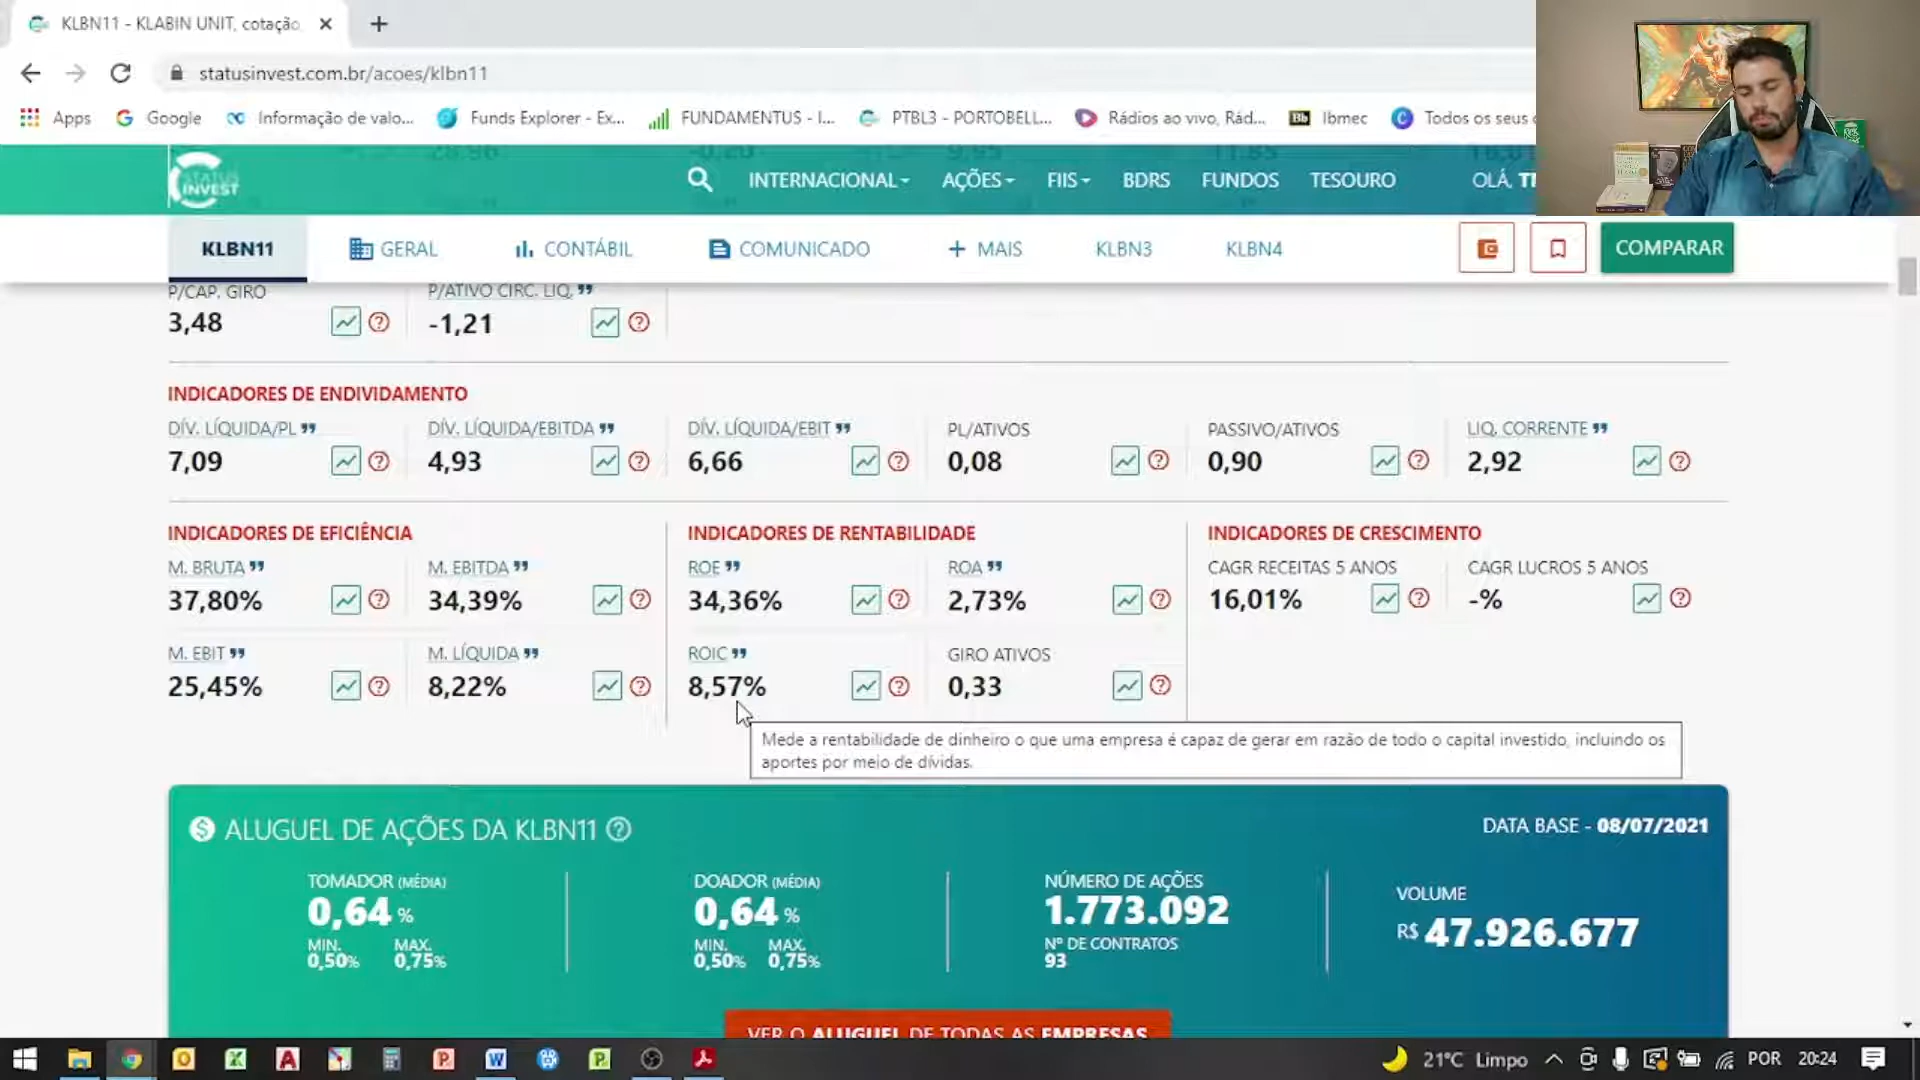 KLBN11 - KLABIN UNIT, cotação
statusinvest.com.br/acoes/klbn11
Apps
Google
Informação de valo...
Funds Explorer - Ex...
FUNDAMENTUS - I...
PTBL3 - PORTOBELL...
Rádios ao vivo, Rád...
Bb Ibmec
Todos os seus
STATUS
INVEST
INTERNACIONAL
AÇÕES
FIIS
BDRS
FUNDOS
TESOURO
OLÁ,
KLBN11
GERAL
CONTÁBIL
COMUNICADO
+ MAIS
KLBN3
KLBN4
COMPARAR
P/CAP. GIRO
P/ATIVO CIRC. LIQ.
3,48
-1,21
INDICADORES DE ENDIVIDAMENTO
DÍV. LÍQUIDA/PL
DÍV. LÍQUIDA/EBITDA
DÍV. LÍQUIDA/EBIT
PL/ATIVOS
PASSIVO/ATIVOS
LIQ. CORRENTE
7,09
4,93
6,66
0,08
0,90
2,92
INDICADORES DE EFICIÊNCIA
INDICADORES DE RENTABILIDADE
INDICADORES DE CRESCIMENTO
M. BRUTA
M. EBITDA
ROE
ROA
CAGR RECEITAS 5 ANOS
CAGR LUCROS 5 ANOS
37,80%
34,39%
34,36%
2,73%
16,01%
-%
M. EBIT
M. LÍQUIDA
ROIC
GIRO ATIVOS
25,45%
8,22%
8,57%
0,33
Mede a rentabilidade de dinheiro o que uma empresa é capaz de gerar em razão de todo o capital investido, incluindo os
aportes por meio de dívidas.
ALUGUEL DE AÇÕES DA KLBN11
DATA BASE - 08/07/2021
TOMADOR (MÉDIA)
DOADOR (MÉDIA)
NÚMERO DE AÇÕES
VOLUME
0,64 %
0,64 %
1.773.092
R$ 47.926.677
MIN. MAX.
MIN. MAX.
Nº DE CONTRATOS
0,50% 0,75%
0,50% 0,75%
93
VER O ALUGUEL DE TODAS AS EMPRESAS
21°C Limpo
POR
20:24